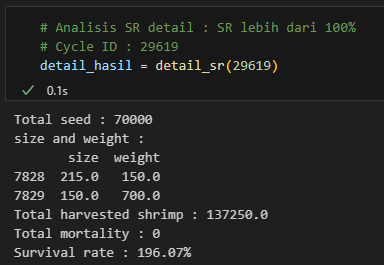 # Analisis SR detail : SR lebih dari 100%
# Cycle ID : 29619
detail_hasil = detail_sr(29619)
✓ 0.1s
Total seed : 70000
size and weight :
size weight
7828 215.0 150.0
7829 150.0 700.0
Total harvested shrimp : 137250.0
Total mortality : 0
Survival rate : 196.07%